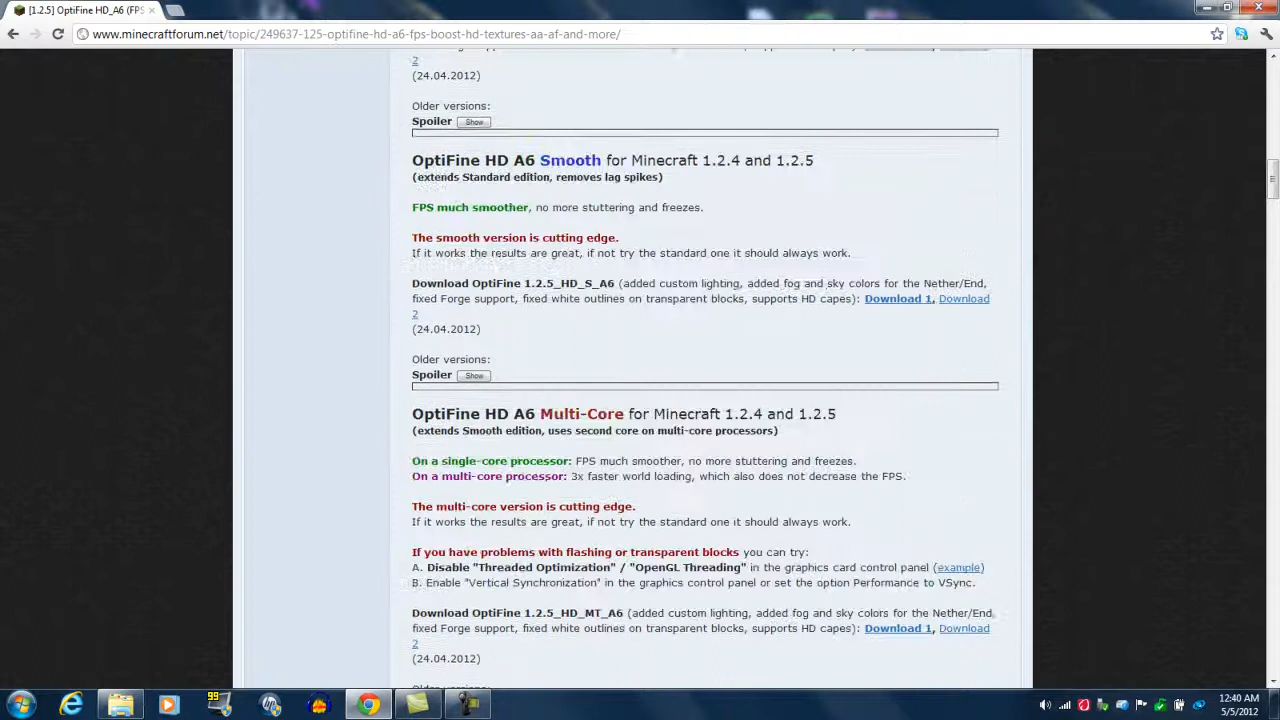 [1.2.5] OptiFine HD_A6 (FPS
www.minecraftforum.net/topic/249637-125-optifine-hd-a6-fps-boost-hd-textures-aa-af-and-more/
2
(24.04.2012)
Older versions:
Spoiler Show
OptiFine HD A6 Smooth for Minecraft 1.2.4 and 1.2.5
(extends Standard edition, removes lag spikes)
FPS much smoother, no more stuttering and freezes.
The smooth version is cutting edge.
If it works the results are great, if not try the standard one it should always work.
Download OptiFine 1.2.5_HD_S_A6 (added custom lighting, added fog and sky colors for the Nether/End,
fixed Forge support, fixed white outlines on transparent blocks, supports HD capes): Download 1, Download
2
(24.04.2012)
Older versions:
Spoiler Show
OptiFine HD A6 Multi-Core for Minecraft 1.2.4 and 1.2.5
(extends Smooth edition, uses second core on multi-core processors)
On a single-core processor: FPS much smoother, no more stuttering and freezes.
On a multi-core processor: 3x faster world loading, which also does not decrease the FPS.
The multi-core version is cutting edge.
If it works the results are great, if not try the standard one it should always work.
If you have problems with flashing or transparent blocks you can try:
A. Disable "Threaded Optimization" / "OpenGL Threading" in the graphics card control panel (example)
B. Enable "Vertical Synchronization" in the graphics control panel or set the option Performance to VSync.
Download OptiFine 1.2.5_HD_MT_A6 (added custom lighting, added fog and sky colors for the Nether/End,
fixed Forge support, fixed white outlines on transparent blocks, supports HD capes): Download 1, Download
2
(24.04.2012)
Older versions:
99
12:40 AM
5/5/2012